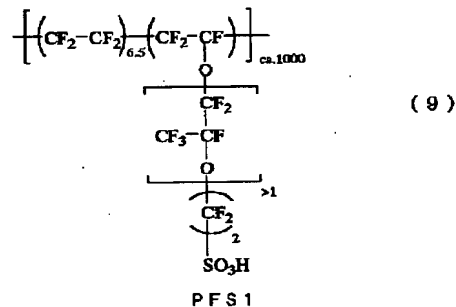 [(CF2-CF2)6.5(CF2-CF)]ca.1000
O
[CF2
CF3-CF
(9)
O]>1
(CF2)2
SO3H
PFS1